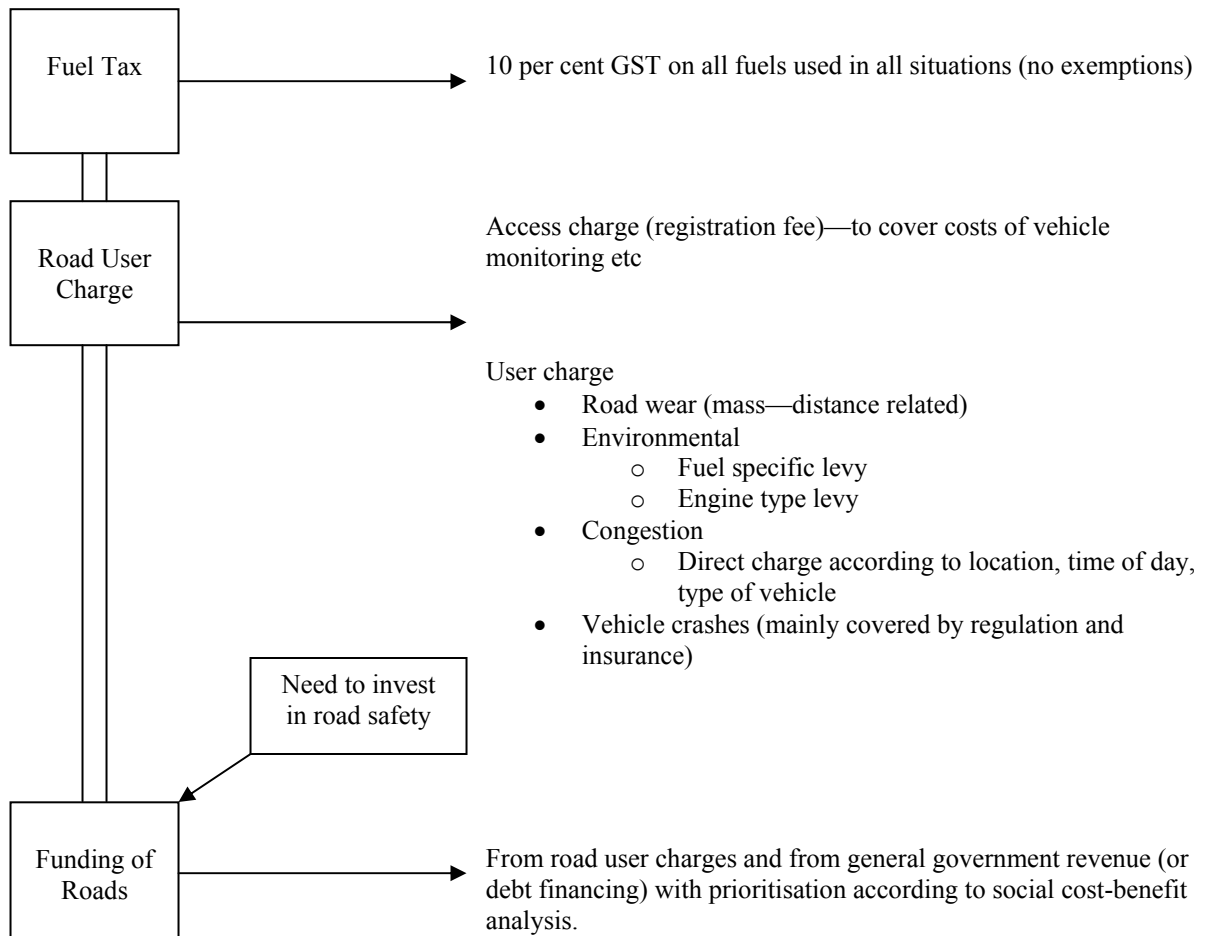 Fuel Tax
10 per cent GST on all fuels used in all situations (no exemptions)
Road User
Charge
Access charge (registration fee)—to cover costs of vehicle
monitoring etc
User charge
• Road wear (mass—distance related)
• Environmental
o Fuel specific levy
o Engine type levy
• Congestion
o Direct charge according to location, time of day,
type of vehicle
• Vehicle crashes (mainly covered by regulation and
insurance)
Need to invest
in road safety
Funding of
Roads
From road user charges and from general government revenue (or
debt financing) with prioritisation according to social cost-benefit
analysis.